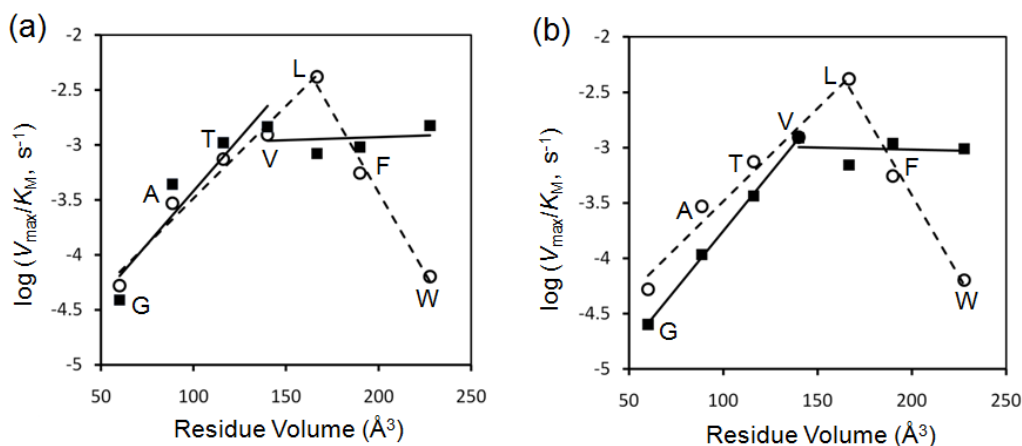 (a)
log (Vmax/KM, s⁻¹)
-2
-2.5
-3
-3.5
-4
-4.5
-5
L
T
V
F
A
G
W
50 100 150 200 250
Residue Volume (Å³)
(b)
log (Vmax/KM, s⁻¹)
-2
-2.5
-3
-3.5
-4
-4.5
-5
L
V
T
F
A
G
W
50 100 150 200 250
Residue Volume (Å³)